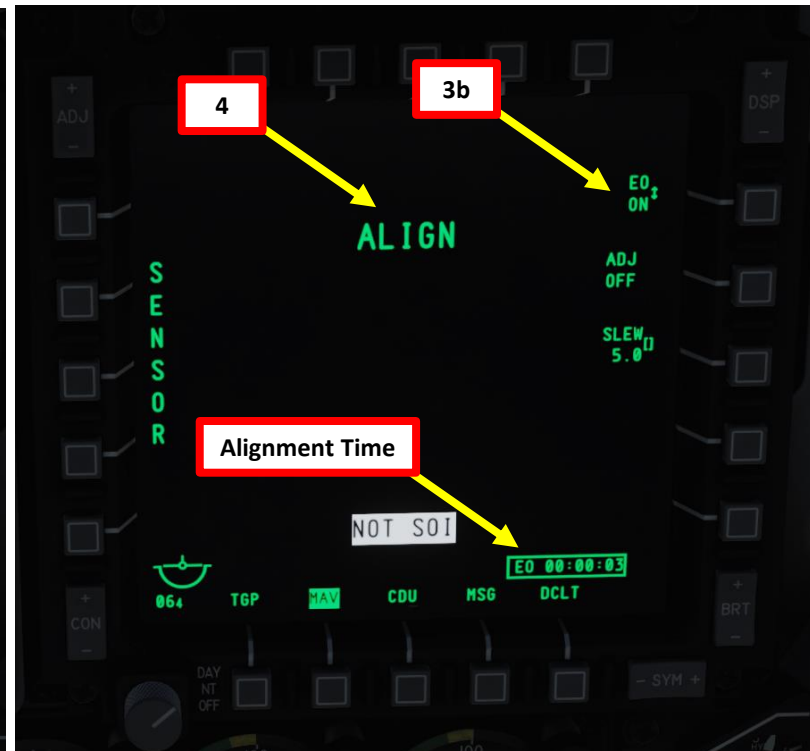 4
3b
+
ADJ
-
+
DSP
-
EO
ON
ALIGN
ADJ
OFF
SLEW
5.0
S
E
N
S
O
R
Alignment Time
NOT SOI
EO 00:00:03
064
TGP
MAV
CDU
MSG
DCLT
+
CON
-
+
BRT
-
DAY
NT
OFF
- SYM +
100